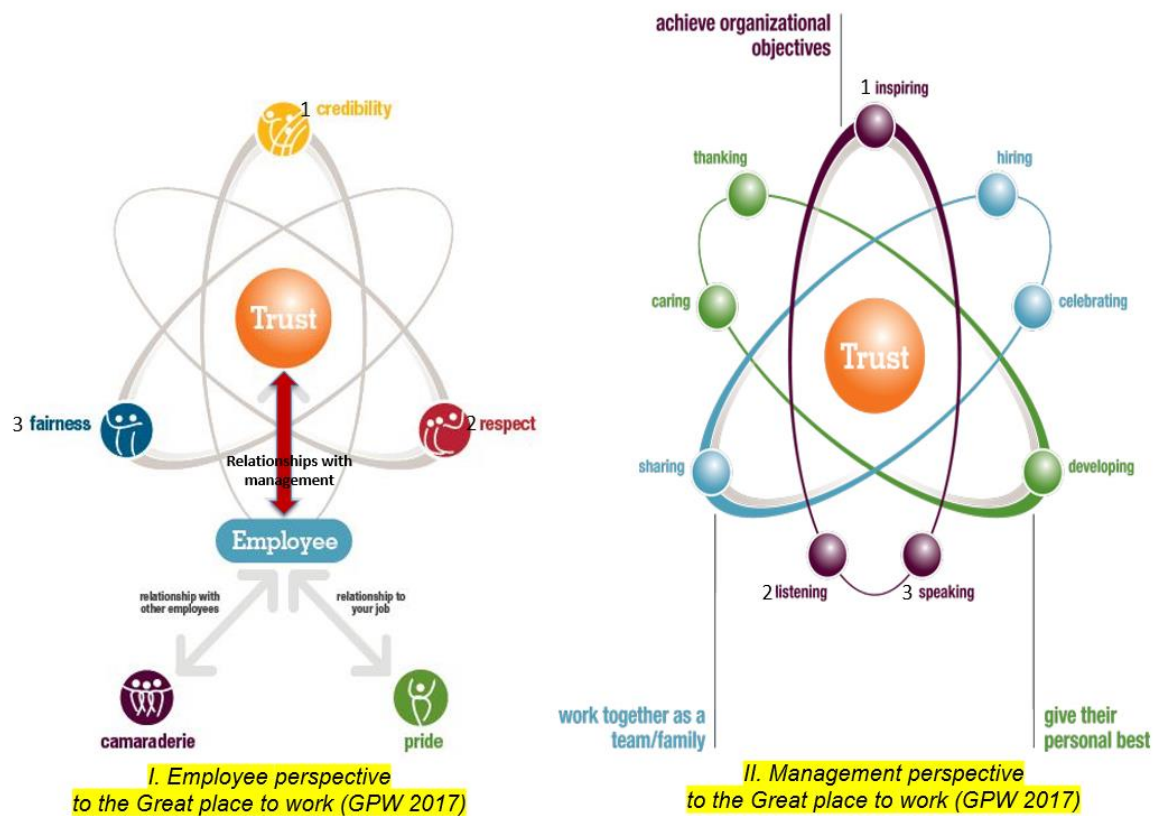 1 credibility
Trust
3 fairness
2 respect
Relationships with
management
Employee
relationship with
other employees
relationship to
your job
camaraderie
pride
I. Employee perspective
to the Great place to work (GPW 2017)
achieve organizational
objectives
1 inspiring
thanking
hiring
caring
celebrating
Trust
sharing
developing
2 listening
3 speaking
work together as a
team/family
give their
personal best
II. Management perspective
to the Great place to work (GPW 2017)